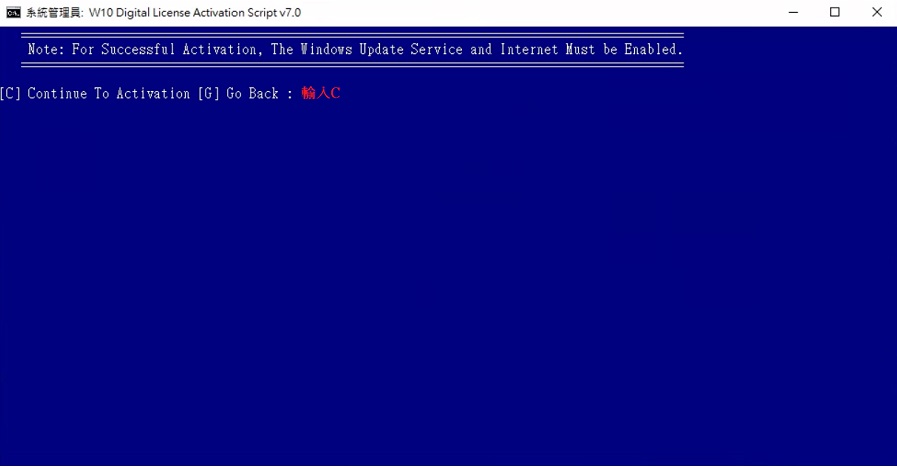 系統管理員: W10 Digital License Activation Script v7.0
Note: For Successful Activation, The Windows Update Service and Internet Must be Enabled.
[C] Continue To Activation [G] Go Back : 輸入C